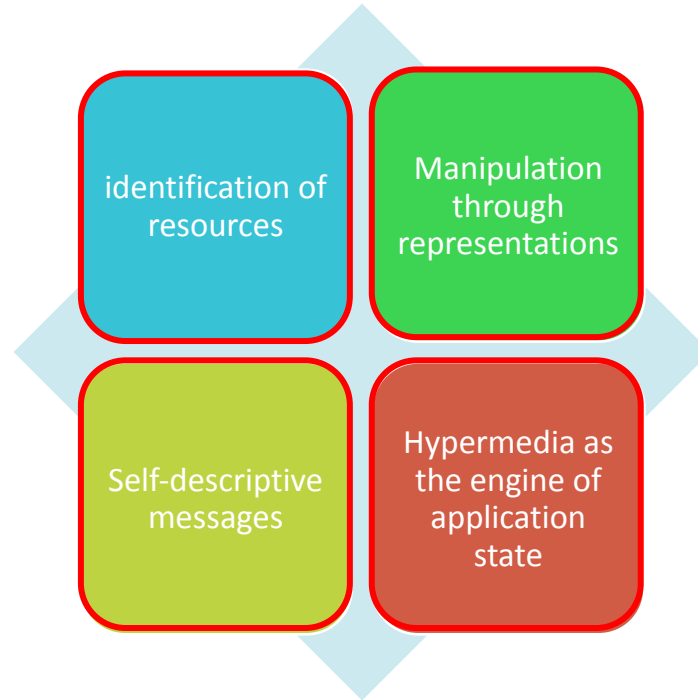 identification of
resources
Manipulation
through
representations
Self-descriptive
messages
Hypermedia as
the engine of
application
state